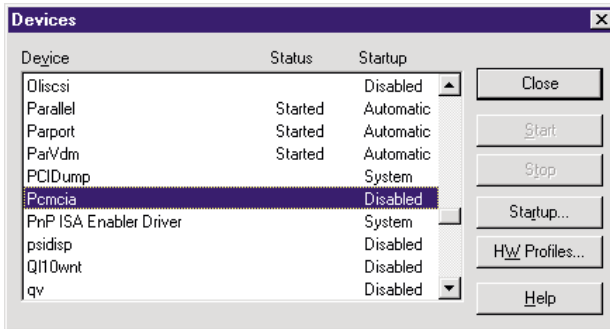 Devices
Device Status Startup
Oliscsi Disabled
Parallel Started Automatic
Parport Started Automatic
ParVdm Started Automatic
PCIDump System
Pcmcia Disabled
PnP ISA Enabler Driver System
psidisp Disabled
Ql10wnt Disabled
qv Disabled
Close
Start
Stop
Startup...
HW Profiles...
Help